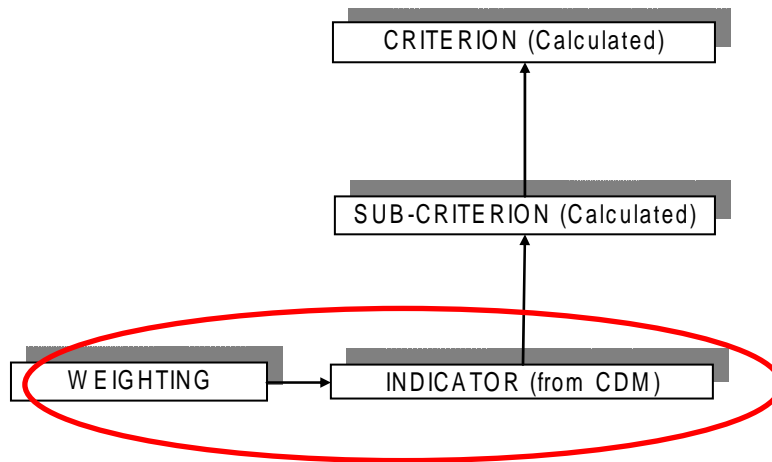 CRITERION (Calculated)
SUB-CRITERION (Calculated)
WEIGHTING
INDICATOR (from CDM)